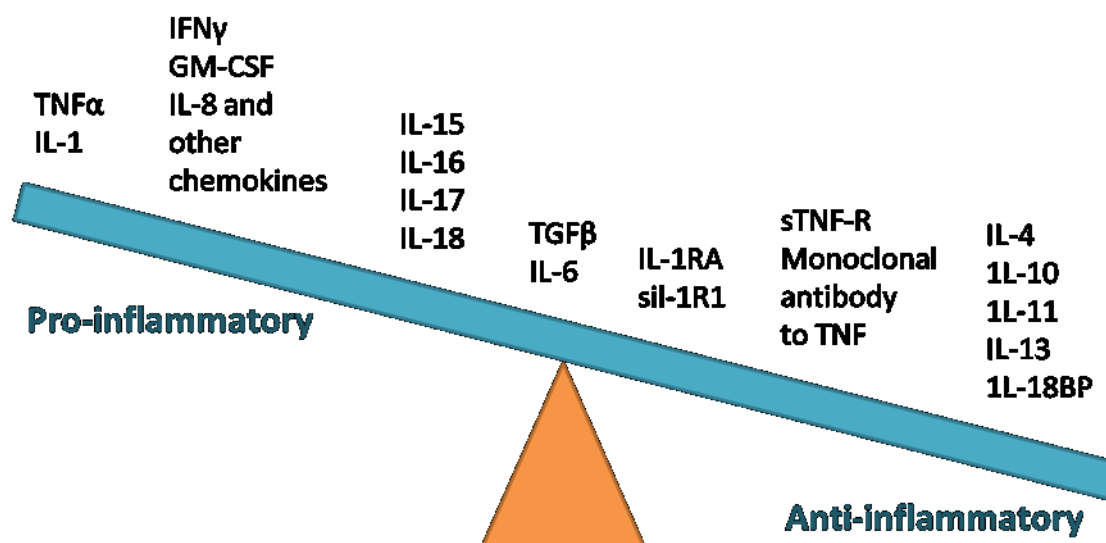 TNFα
IL-1
IFNγ
GM-CSF
IL-8 and
other
chemokines
IL-15
IL-16
IL-17
IL-18
TGFβ
IL-6
IL-1RA
sil-1R1
sTNF-R
Monoclonal
antibody
to TNF
IL-4
1L-10
1L-11
IL-13
1L-18BP
Pro-inflammatory
Anti-inflammatory